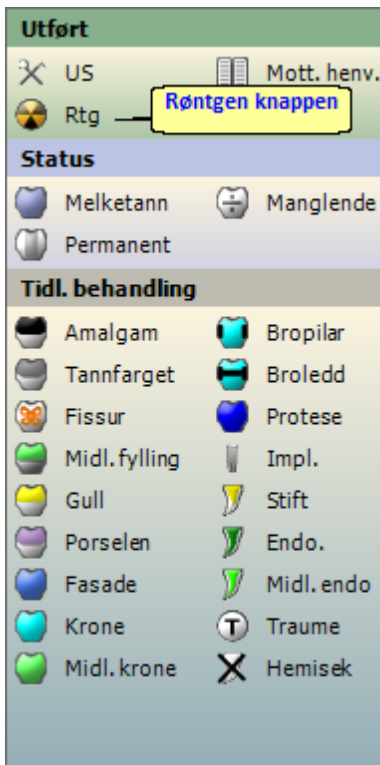 Utført
US Mott. henv.
Rtg Røntgen knappen
Status
Melketann Manglende
Permanent
Tidl. behandling
Amalgam Bropilar
Tannfarget Broledd
Fissur Protese
Midl. fylling Impl.
Gull Stift
Porselen Endo.
Fasade Midl. endo
Krone T Traume
Midl. krone Hemisek